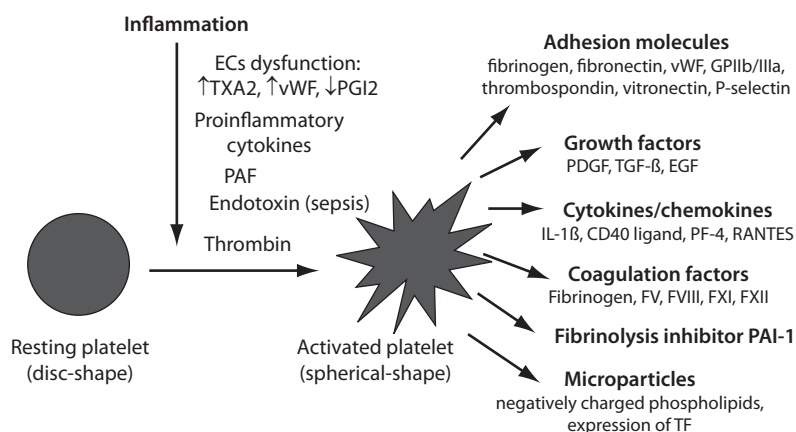 Inflammation
ECs dysfunction:
↑TXA2, ↑vWF, ↓PGI2
Proinflammatory
cytokines
PAF
Endotoxin (sepsis)
Thrombin
Resting platelet
(disc-shape)
Activated platelet
(spherical-shape)
Adhesion molecules
fibrinogen, fibronectin, vWF, GPIIb/IIIa,
thrombospondin, vitronectin, P-selectin
Growth factors
PDGF, TGF-ß, EGF
Cytokines/chemokines
IL-1ß, CD40 ligand, PF-4, RANTES
Coagulation factors
Fibrinogen, FV, FVIII, FXI, FXII
Fibrinolysis inhibitor PAI-1
Microparticles
negatively charged phospholipids,
expression of TF